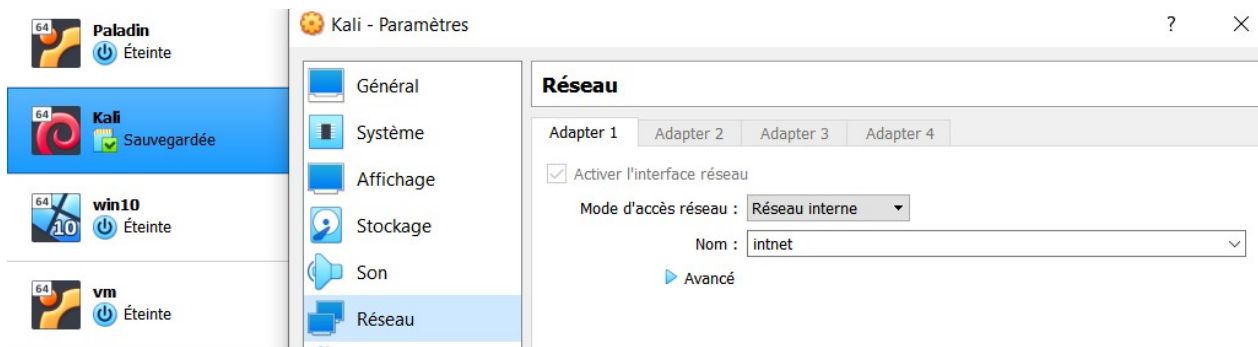 64
Paladin
Éteinte
64
Kali
Sauvegardée
64
10
win10
Éteinte
64
vm
Éteinte
Kali - Paramètres
?
Général
Système
Affichage
Stockage
Son
Réseau
Réseau
Adapter 1 Adapter 2 Adapter 3 Adapter 4
Activer l'interface réseau
Mode d'accès réseau : Réseau interne
Nom : intnet
Avancé